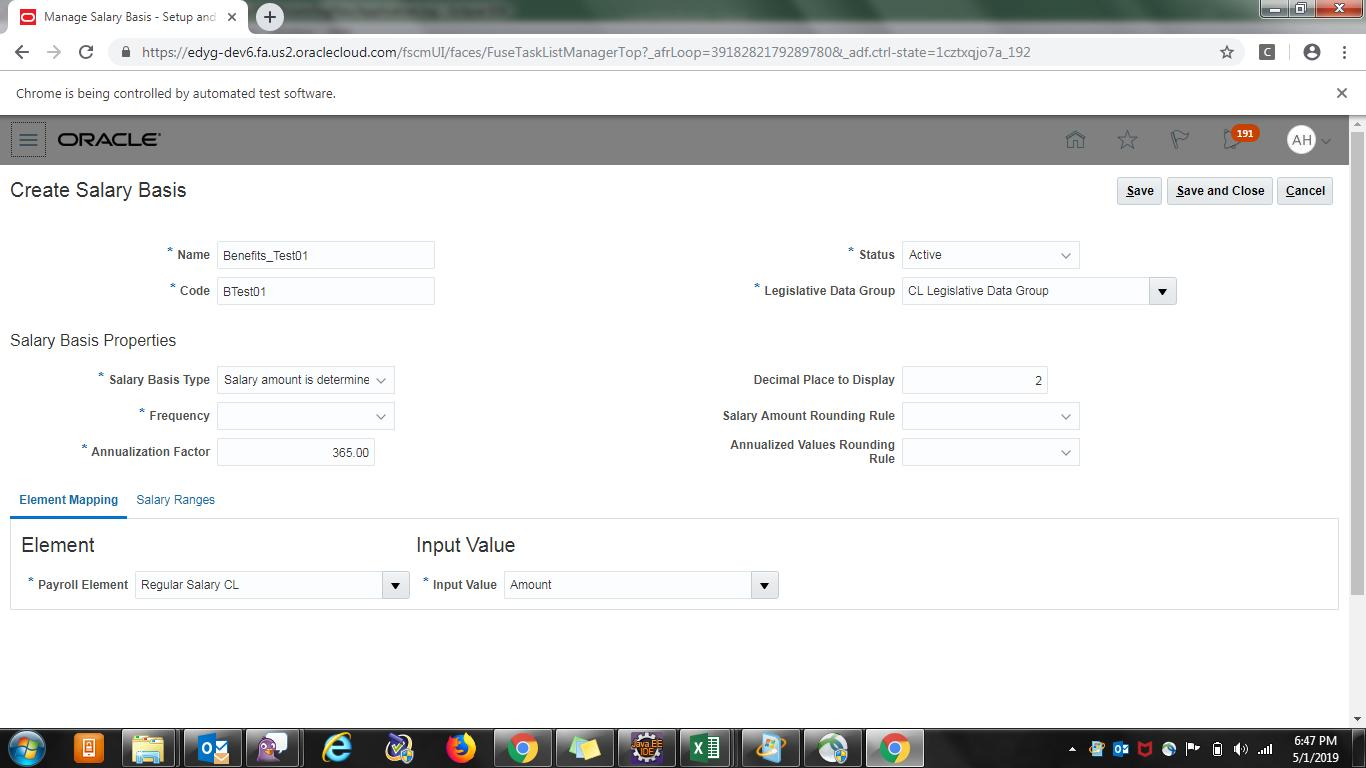 Manage Salary Basis - Setup and
https://edyg-dev6.fa.us2.oraclecloud.com/fscmUI/faces/FuseTaskListManagerTop?_afrLoop=3918282179289780&_adf.ctrl-state=1cztxqjo7a_192
C
Chrome is being controlled by automated test software.
ORACLE
191
AH
Create Salary Basis
Save
Save and Close
Cancel
* Name Benefits_Test01
* Status Active
* Code BTest01
* Legislative Data Group CL Legislative Data Group
Salary Basis Properties
* Salary Basis Type Salary amount is determine
Decimal Place to Display 2
* Frequency
Salary Amount Rounding Rule
* Annualization Factor 365.00
Annualized Values Rounding
Rule
Element Mapping
Salary Ranges
Element
Input Value
* Payroll Element Regular Salary CL
* Input Value Amount
Java EE
IDE
6:47 PM
5/1/2019